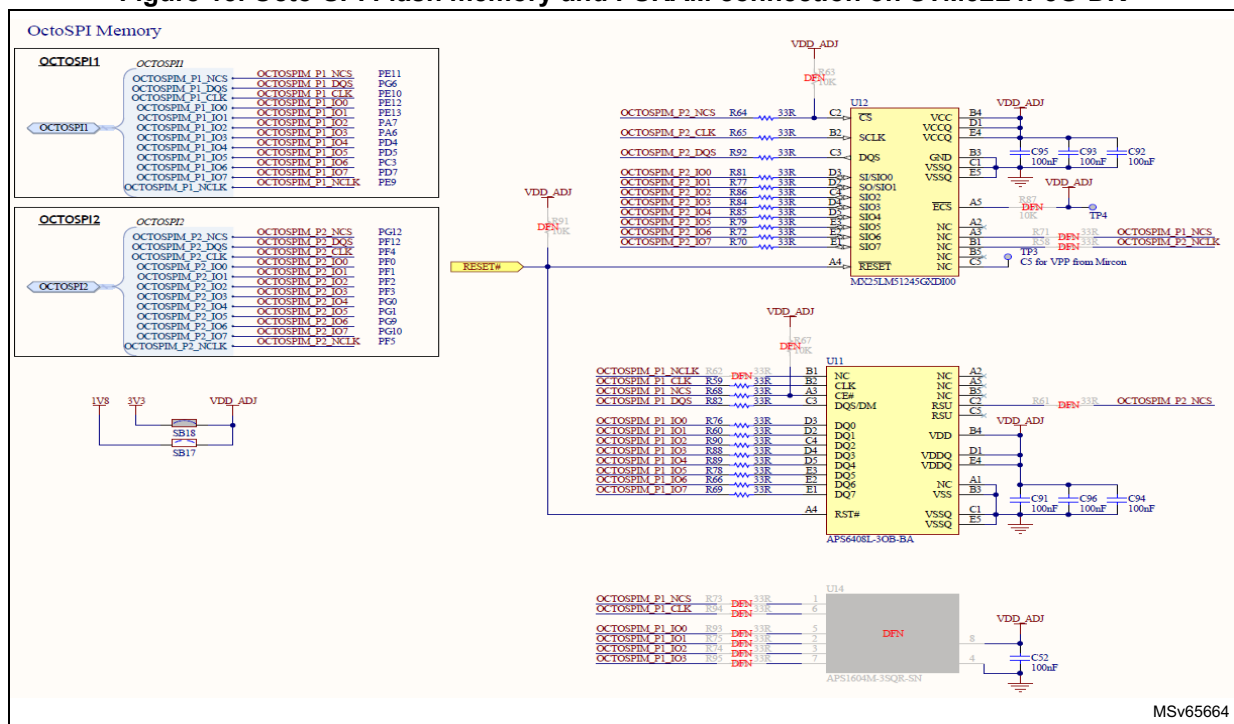 OctoSPI Memory
OCTOSPI1
OCTOSPI1
OCTOSPI1
OCTOSPIM_P1_NCS OCTOSPIM_P1_NCS PE11
OCTOSPIM_P1_DQS OCTOSPIM_P1_DQS PG6
OCTOSPIM_P1_CLK OCTOSPIM_P1_CLK PE10
OCTOSPIM_P1_IO0 OCTOSPIM_P1_IO0 PE12
OCTOSPIM_P1_IO1 OCTOSPIM_P1_IO1 PE13
OCTOSPIM_P1_IO2 OCTOSPIM_P1_IO2 PA7
OCTOSPIM_P1_IO3 OCTOSPIM_P1_IO3 PA6
OCTOSPIM_P1_IO4 OCTOSPIM_P1_IO4 PD4
OCTOSPIM_P1_IO5 OCTOSPIM_P1_IO5 PD5
OCTOSPIM_P1_IO6 OCTOSPIM_P1_IO6 PC3
OCTOSPIM_P1_IO7 OCTOSPIM_P1_IO7 PD7
OCTOSPIM_P1_NCLK OCTOSPIM_P1_NCLK PE9
OCTOSPI2
OCTOSPI2
OCTOSPI2
OCTOSPIM_P2_NCS OCTOSPIM_P2_NCS PG12
OCTOSPIM_P2_DQS OCTOSPIM_P2_DQS PF12
OCTOSPIM_P2_CLK OCTOSPIM_P2_CLK PF4
OCTOSPIM_P2_IO0 OCTOSPIM_P2_IO0 PF0
OCTOSPIM_P2_IO1 OCTOSPIM_P2_IO1 PF1
OCTOSPIM_P2_IO2 OCTOSPIM_P2_IO2 PF2
OCTOSPIM_P2_IO3 OCTOSPIM_P2_IO3 PF3
OCTOSPIM_P2_IO4 OCTOSPIM_P2_IO4 PG0
OCTOSPIM_P2_IO5 OCTOSPIM_P2_IO5 PG1
OCTOSPIM_P2_IO6 OCTOSPIM_P2_IO6 PG9
OCTOSPIM_P2_IO7 OCTOSPIM_P2_IO7 PG10
OCTOSPIM_P2_NCLK OCTOSPIM_P2_NCLK PF5
1V8 3V3 VDD_ADJ
SB18
SB17
VDD_ADJ
R91
DFN
10K
RESET#
VDD_ADJ
R63
DFN
10K
U12
OCTOSPIM_P2_NCS R64 33R C2 CS
OCTOSPIM_P2_CLK R65 33R B2 SCLK
OCTOSPIM_P2_DQS R92 33R C3 DQS
OCTOSPIM_P2_IO0 R81 33R D3 SI/SIO0
OCTOSPIM_P2_IO1 R77 33R D2 SO/SIO1
OCTOSPIM_P2_IO2 R86 33R C4 SIO2
OCTOSPIM_P2_IO3 R84 33R D4 SIO3
OCTOSPIM_P2_IO4 R85 33R D5 SIO4
OCTOSPIM_P2_IO5 R79 33R E3 SIO5
OCTOSPIM_P2_IO6 R72 33R E2 SIO6
OCTOSPIM_P2_IO7 R70 33R E1 SIO7
A4 RESET
VCC B4 VDD_ADJ
VCCQ D1
VCCQ E4
GND B3
VSSQ C1
VSSQ E5
C95 C93 C92
100nF 100nF 100nF
VDD_ADJ
ECS A5 R87 DFN 10K TP4
NC A2
NC A3 R71 DFN 33R OCTOSPIM_P1_NCS
NC B1 R58 DFN 33R OCTOSPIM_P2_NCLK
NC B5 TP3
NC C5 C5 for VPP from Mircon
MX25LM51245GXDI00
VDD_ADJ
R67
DFN
10K
U11
OCTOSPIM_P1_NCLK R62 DFN 33R B1 NC
OCTOSPIM_P1_CLK R59 33R B2 CLK
OCTOSPIM_P1_NCS R68 33R A3 CE#
OCTOSPIM_P1_DQS R82 33R C3 DQS/DM
OCTOSPIM_P1_IO0 R76 33R D3 DQ0
OCTOSPIM_P1_IO1 R60 33R D2 DQ1
OCTOSPIM_P1_IO2 R90 33R C4 DQ2
OCTOSPIM_P1_IO3 R88 33R D4 DQ3
OCTOSPIM_P1_IO4 R89 33R D5 DQ4
OCTOSPIM_P1_IO5 R78 33R E3 DQ5
OCTOSPIM_P1_IO6 R66 33R E2 DQ6
OCTOSPIM_P1_IO7 R69 33R E1 DQ7
A4 RST#
NC A2
NC A5
NC B5
RSU C2 R61 DFN 33R OCTOSPIM_P2_NCS
RSU C5
VDD B4 VDD_ADJ
VDDQ D1
VDDQ E4
NC A1
VSS B3
VSSQ C1
VSSQ E5
C91 C96 C94
100nF 100nF 100nF
APS6408L-3OB-BA
U14
OCTOSPIM_P1_NCS R73 DFN 33R 1
OCTOSPIM_P1_CLK R94 DFN 33R 6
OCTOSPIM_P1_IO0 R93 DFN 33R 5
OCTOSPIM_P1_IO1 R75 DFN 33R 2
OCTOSPIM_P1_IO2 R74 DFN 33R 3
OCTOSPIM_P1_IO3 R95 DFN 33R 7
DFN
8 VDD_ADJ
4
C52
100nF
APS1604M-3SQR-SN
MSv65664